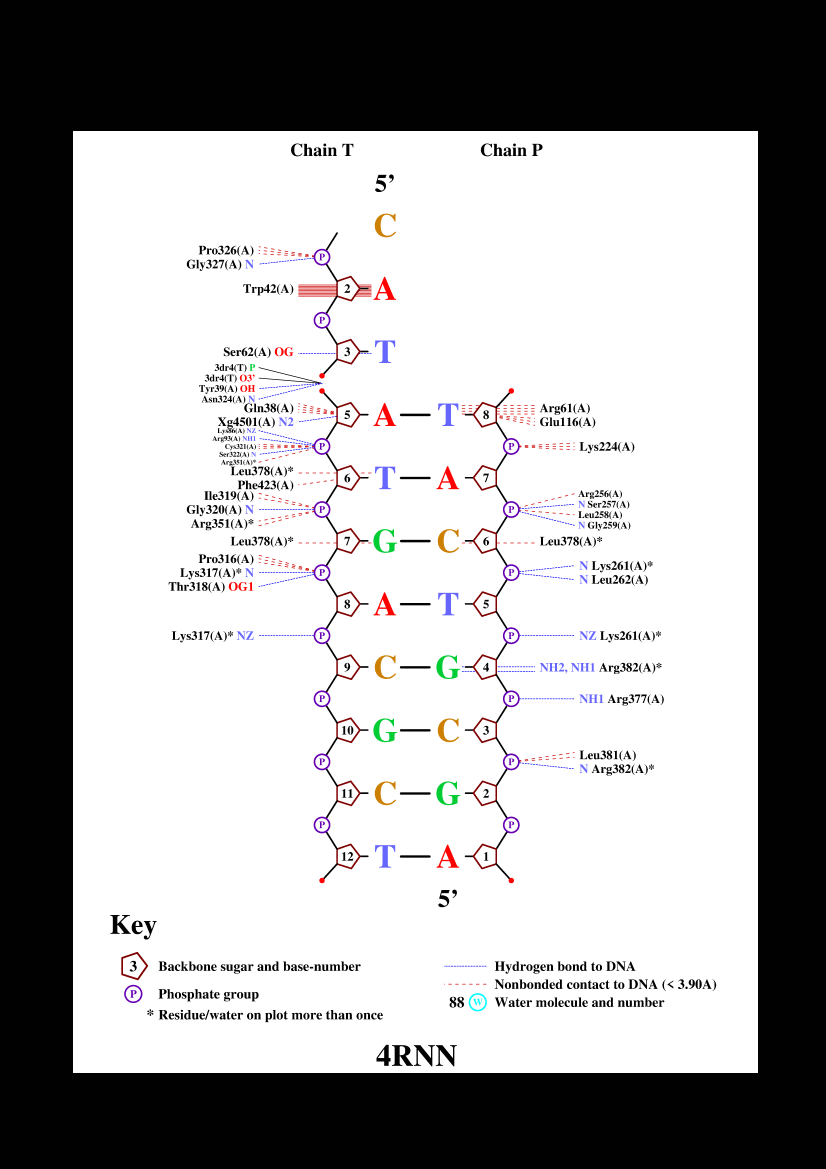 Chain T Chain P
5’
C
Pro326(A)
P
Gly327(A) N
Trp42(A) 2 A
P
Ser62(A) OG 3 T
3dr4(T) P
3dr4(T) O3’
Tyr39(A) OH
Asn324(A) N
Gln38(A) 5 A T 8 Arg61(A)
Xg4501(A) N2 Glu116(A)
Lys86(A) NZ
Arg93(A) NH1
Cys321(A) P P Lys224(A)
Ser322(A) N
Arg351(A)*
Leu378(A)* 6 T A 7
Phe423(A)
Ile319(A) Arg256(A)
Gly320(A) N P P N Ser257(A)
Arg351(A)* Leu258(A)
N Gly259(A)
Leu378(A)* 7 G C 6 Leu378(A)*
Pro316(A) N Lys261(A)*
Lys317(A)* N P P N Leu262(A)
Thr318(A) OG1
8 A T 5
Lys317(A)* NZ P P NZ Lys261(A)*
9 C G 4 NH2, NH1 Arg382(A)*
P P NH1 Arg377(A)
10 G C 3
P P Leu381(A)
N Arg382(A)*
11 C G 2
P P
12 T A 1
5’
Key
3 Backbone sugar and base-number
P Phosphate group
* Residue/water on plot more than once
Hydrogen bond to DNA
Nonbonded contact to DNA (< 3.90A)
88 W Water molecule and number
4RNN